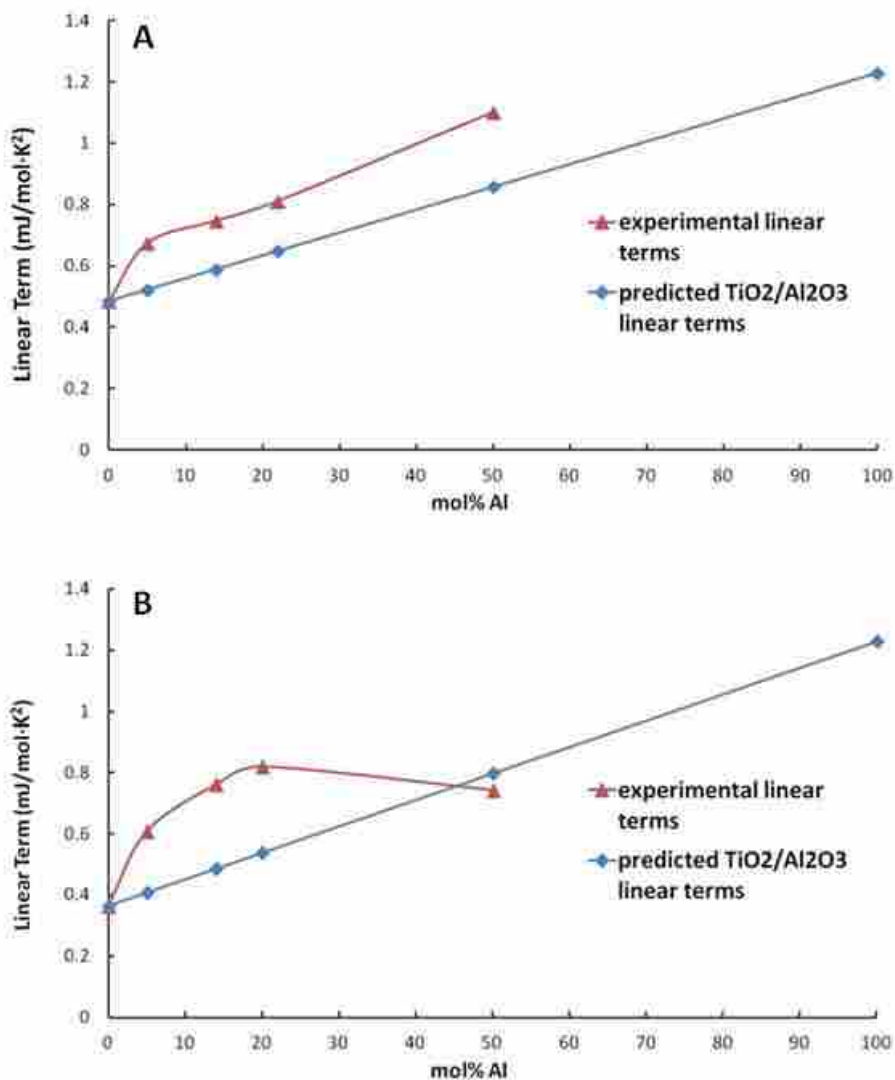 A
1.4
1.2
1
0.8
0.6
0.4
0.2
0
Linear Term (mJ/mol·K²)
experimental linear
terms
predicted TiO2/Al2O3
linear terms
0 10 20 30 40 50 60 70 80 90 100
mol% Al
B
1.4
1.2
1
0.8
0.6
0.4
0.2
0
Linear Term (mJ/mol·K²)
experimental linear
terms
predicted TiO2/Al2O3
linear terms
0 10 20 30 40 50 60 70 80 90 100
mol% Al